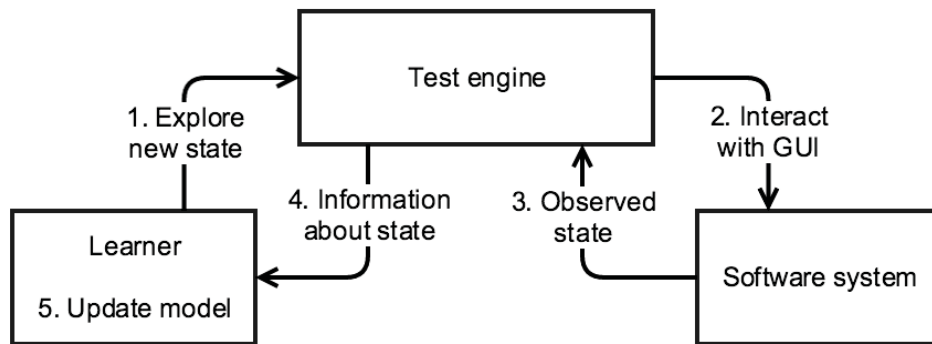 Test engine
1. Explore
new state
2. Interact
with GUI
4. Information
about state
3. Observed
state
Learner
5. Update model
Software system